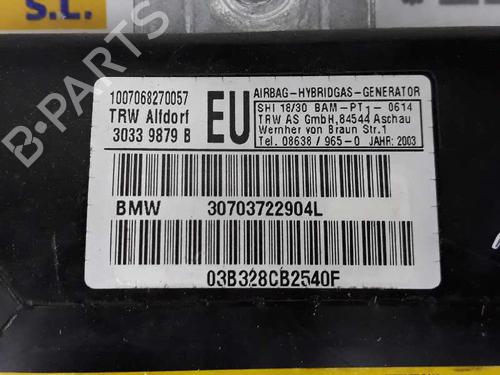 S.L.
1007068270057
TRW Alfdorf
3033 9879 B
EU
AIRBAG-HYBRIDGAS-GENERATOR
SHI 18/30 BAM-PT1-0614
TRW AS GmbH,84544 Aschau
Wernher von Braun Str.1
Tel. 08638/965-0 JAHR: 2003
BMW 30703722904L
03B328CB2540F
B-Parts